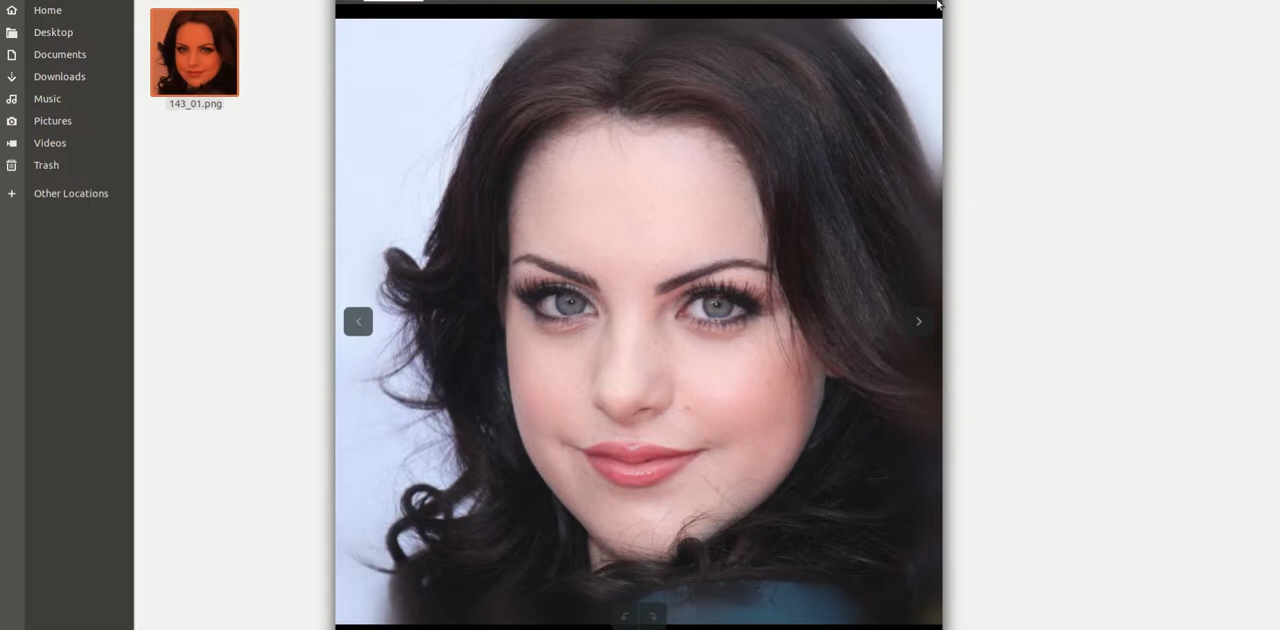 Home
Desktop
Documents
Downloads
Music
Pictures
Videos
Trash
Other Locations
143_01.png